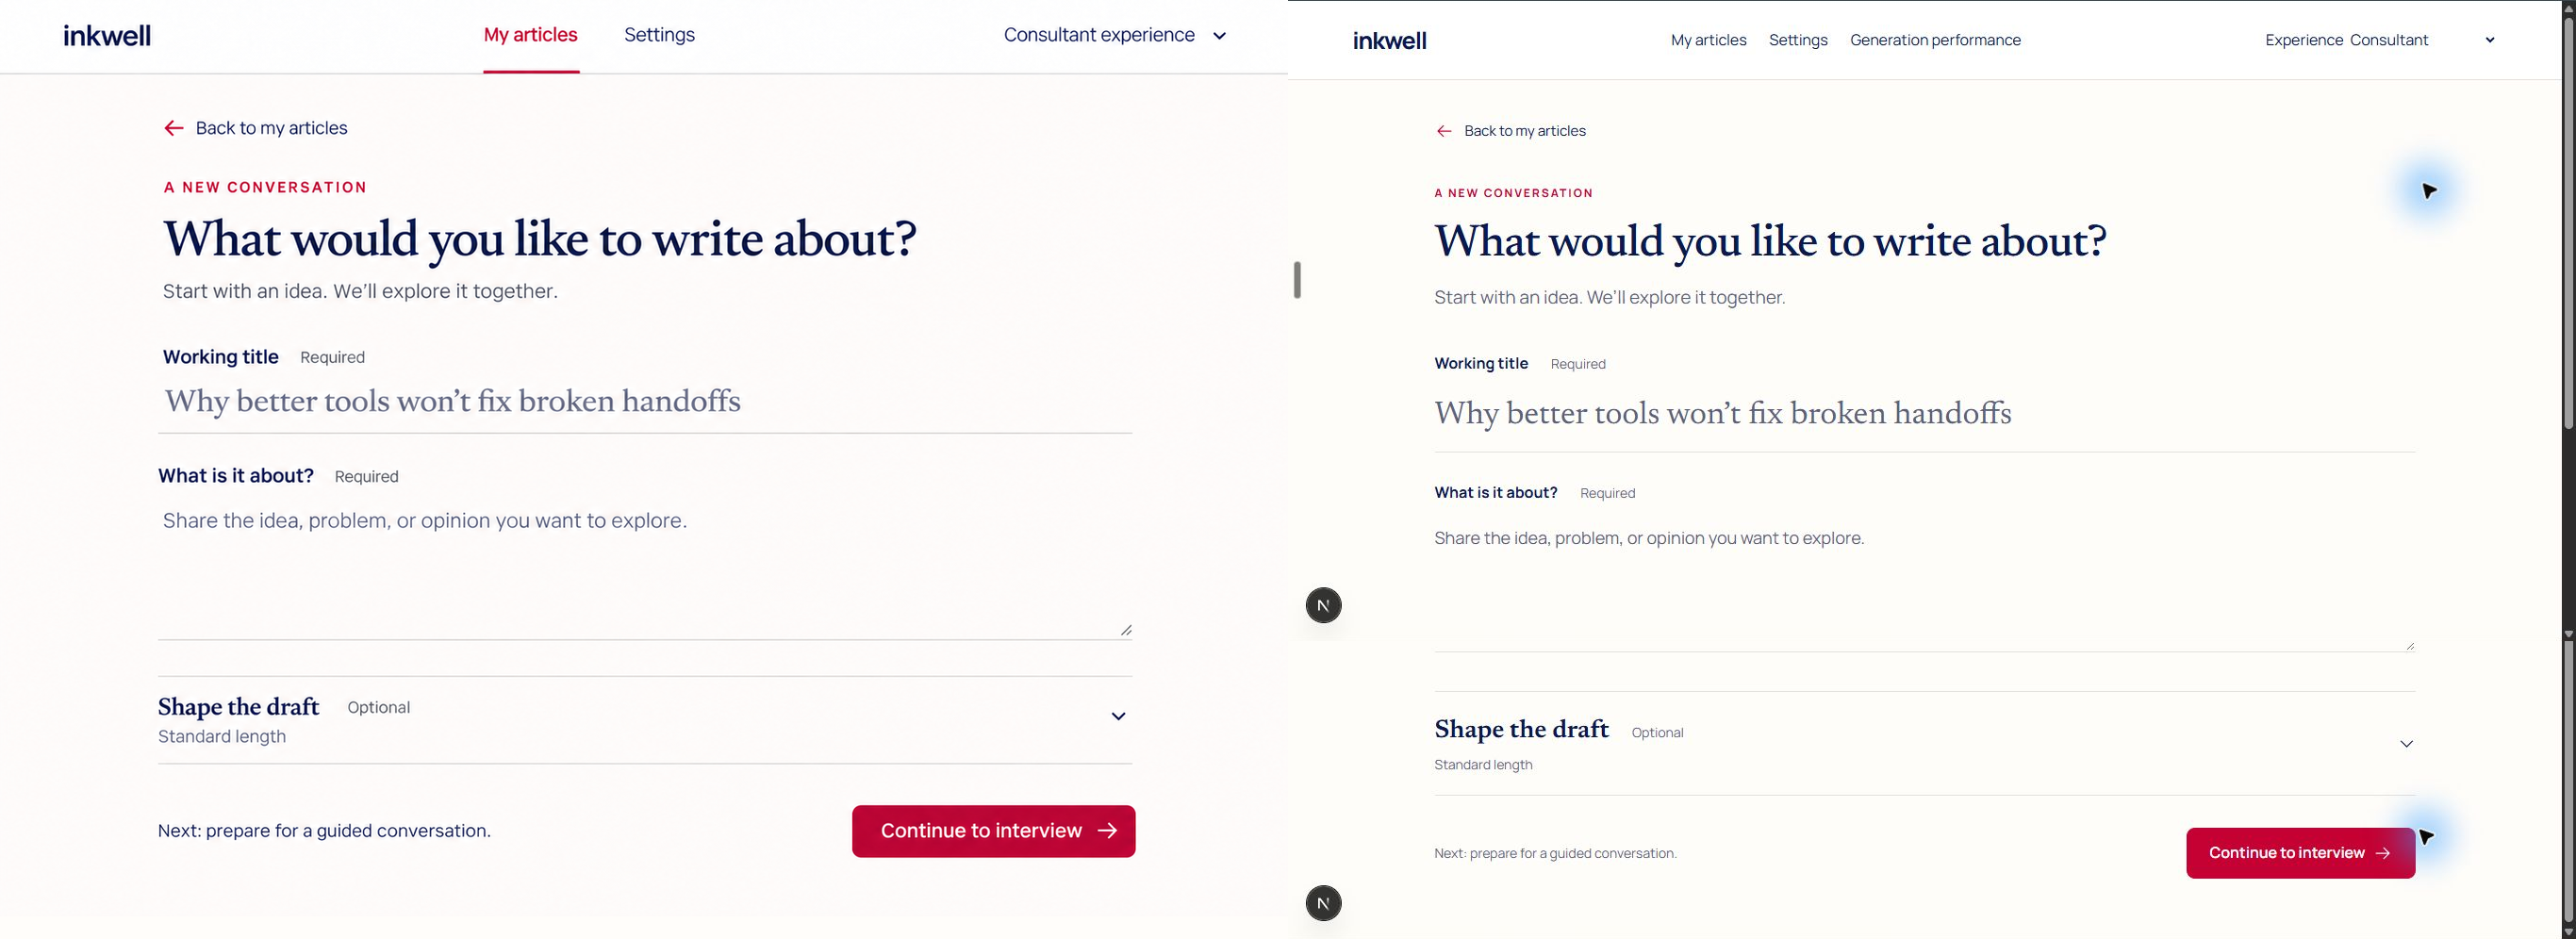 inkwell
My articles Settings
Consultant experience
Back to my articles
A NEW CONVERSATION
What would you like to write about?
Start with an idea. We’ll explore it together.
Working title Required
Why better tools won’t fix broken handoffs
What is it about? Required
Share the idea, problem, or opinion you want to explore.
Shape the draft Optional
Standard length
Next: prepare for a guided conversation.
Continue to interview
inkwell
My articles Settings Generation performance
Experience Consultant
Back to my articles
A NEW CONVERSATION
What would you like to write about?
Start with an idea. We’ll explore it together.
Working title Required
Why better tools won’t fix broken handoffs
What is it about? Required
Share the idea, problem, or opinion you want to explore.
N
Shape the draft Optional
Standard length
Next: prepare for a guided conversation.
Continue to interview
N